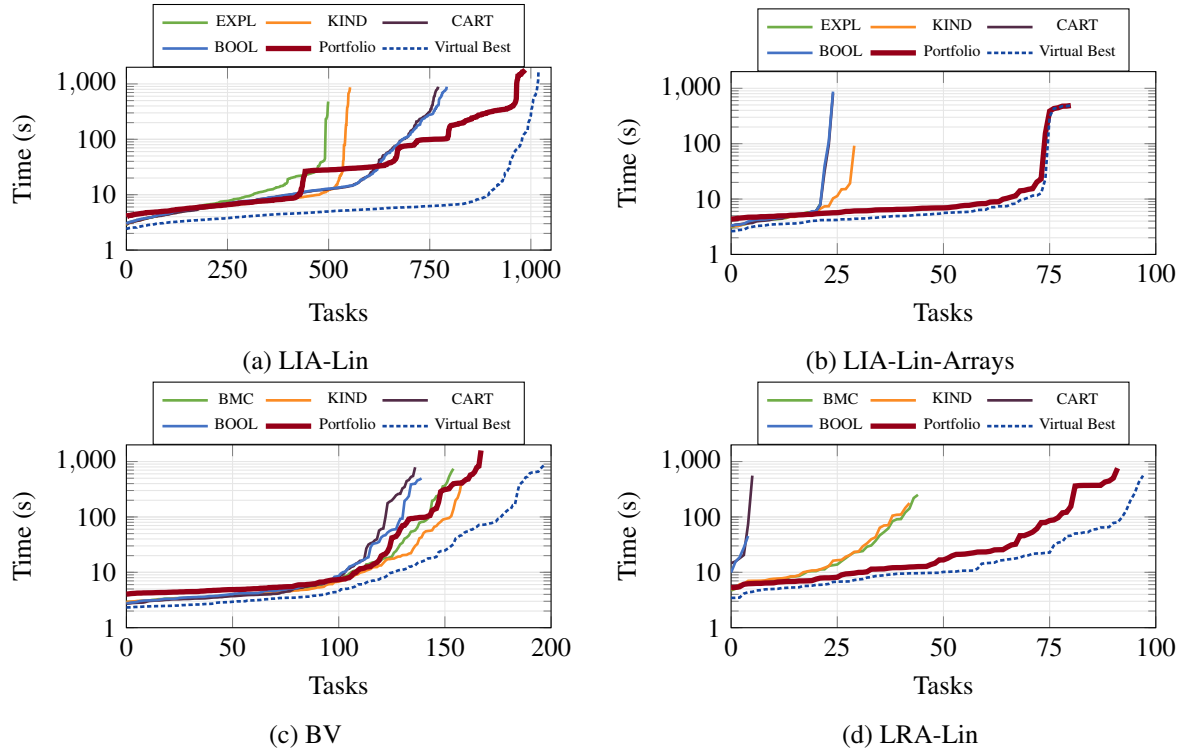 EXPL KIND CART
BOOL Portfolio Virtual Best
1,000
100
10
1
Time (s)
0 250 500 750 1,000
Tasks
(a) LIA-Lin
EXPL KIND CART
BOOL Portfolio Virtual Best
1,000
100
10
1
Time (s)
0 25 50 75 100
Tasks
(b) LIA-Lin-Arrays
BMC KIND CART
BOOL Portfolio Virtual Best
1,000
100
10
1
Time (s)
0 50 100 150 200
Tasks
(c) BV
BMC KIND CART
BOOL Portfolio Virtual Best
1,000
100
10
1
Time (s)
0 25 50 75 100
Tasks
(d) LRA-Lin